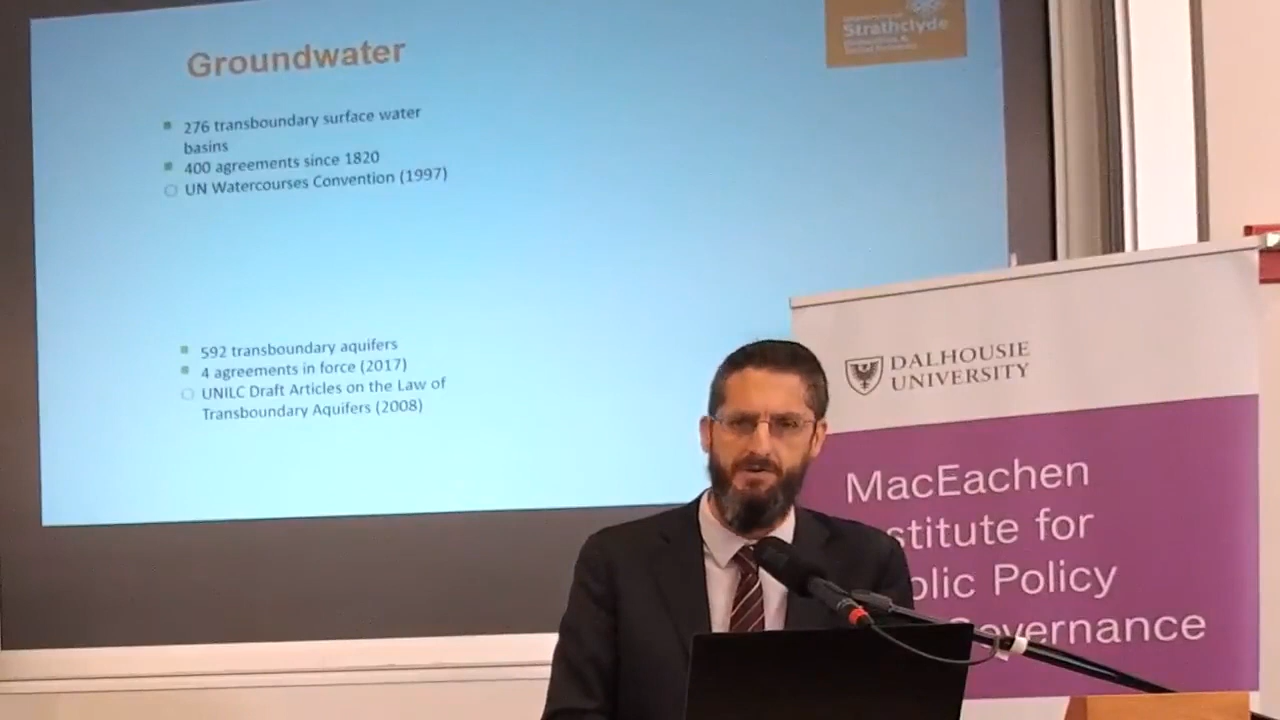 Groundwater
276 transboundary surface water
basins
400 agreements since 1820
UN Watercourses Convention (1997)
592 transboundary aquifers
4 agreements in force (2017)
UNILC Draft Articles on the Law of
Transboundary Aquifers (2008)
Strathclyde
DALHOUSIE
UNIVERSITY
MacEachen
stitute for
blic Policy
Governance